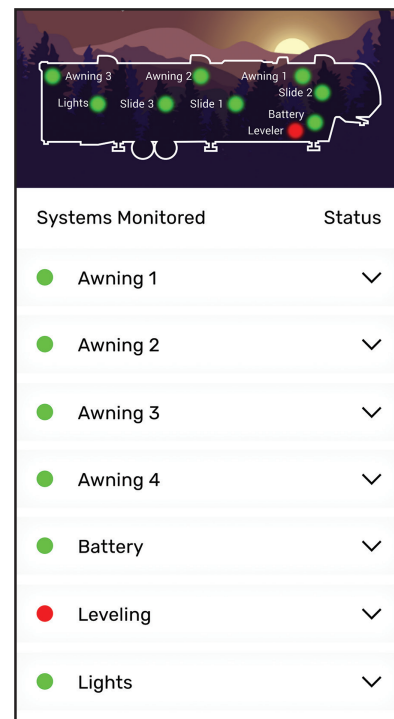 Awning 3 Awning 2 Awning 1
Slide 2
Lights Slide 3 Slide 1
Battery
Leveler
Systems Monitored Status
Awning 1
Awning 2
Awning 3
Awning 4
Battery
Leveling
Lights